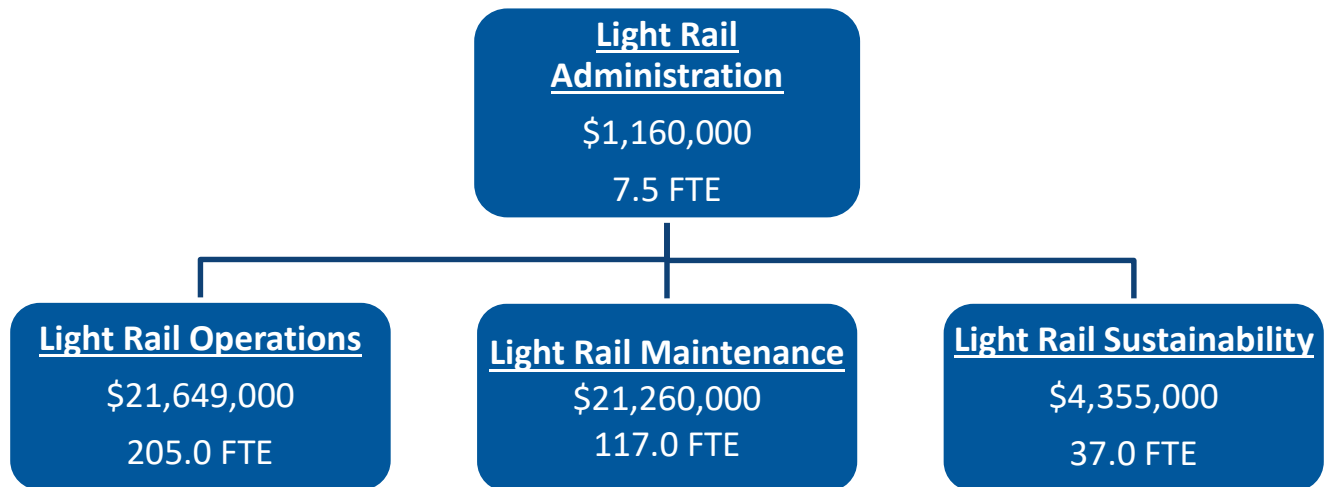 Light Rail
Administration
$1,160,000
7.5 FTE
Light Rail Operations
$21,649,000
205.0 FTE
Light Rail Maintenance
$21,260,000
117.0 FTE
Light Rail Sustainability
$4,355,000
37.0 FTE